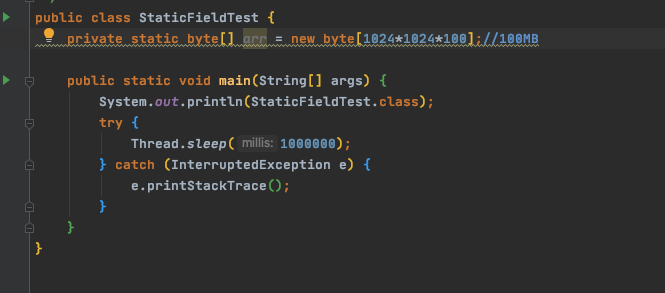 public class StaticFieldTest {
    private static byte[] arr = new byte[1024*1024*100];//100MB
    public static void main(String[] args) {
        System.out.println(StaticFieldTest.class);
        try {
            Thread.sleep( millis: 1000000);
        } catch (InterruptedException e) {
            e.printStackTrace();
        }
    }
}